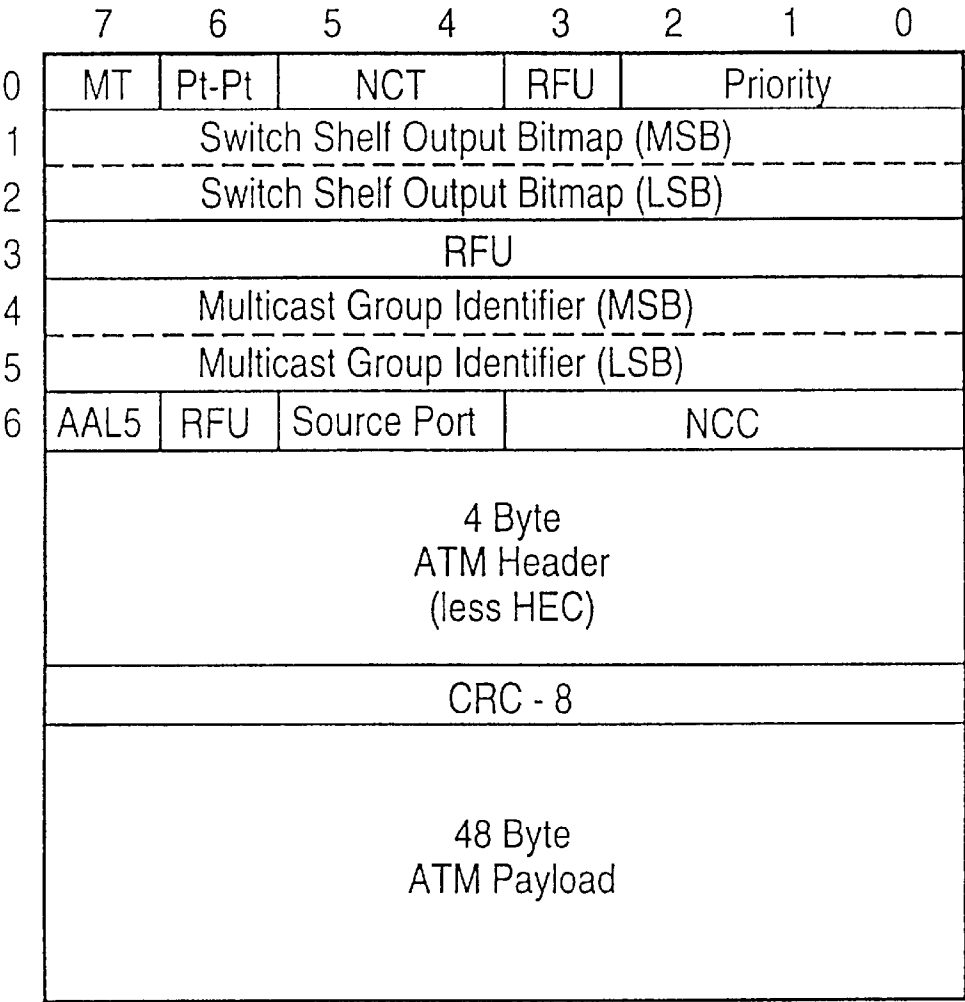 7 6 5 4 3 2 1 0
0 MT Pt-Pt NCT RFU Priority
1 Switch Shelf Output Bitmap (MSB)
2 Switch Shelf Output Bitmap (LSB)
3 RFU
4 Multicast Group Identifier (MSB)
5 Multicast Group Identifier (LSB)
6 AAL5 RFU Source Port NCC
4 Byte
ATM Header
(less HEC)
CRC - 8
48 Byte
ATM Payload